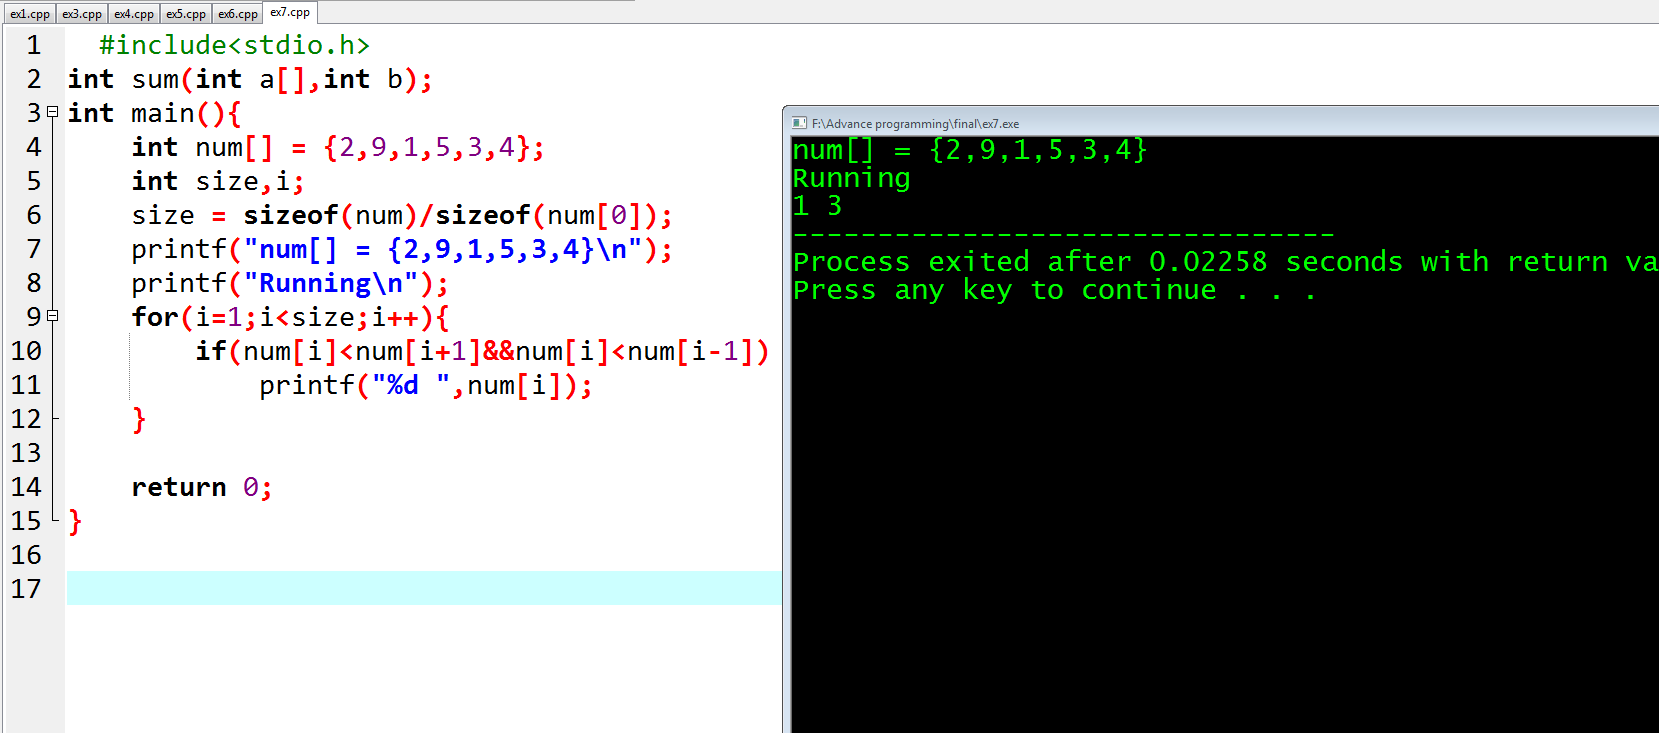 ex1.cpp ex3.cpp ex4.cpp ex5.cpp ex6.cpp ex7.cpp
1 #include<stdio.h>
2 int sum(int a[],int b);
3 int main(){
4 int num[] = {2,9,1,5,3,4};
5 int size,i;
6 size = sizeof(num)/sizeof(num[0]);
7 printf("num[] = {2,9,1,5,3,4}\n");
8 printf("Running\n");
9 for(i=1;i<size;i++){
10 if(num[i]<num[i+1]&&num[i]<num[i-1])
11 printf("%d ",num[i]);
12 }
13
14 return 0;
15 }
16
17
F:\Advance programming\final\ex7.exe
num[] = {2,9,1,5,3,4}
Running
1 3
--------------------------------
Process exited after 0.02258 seconds with return va
Press any key to continue . . .